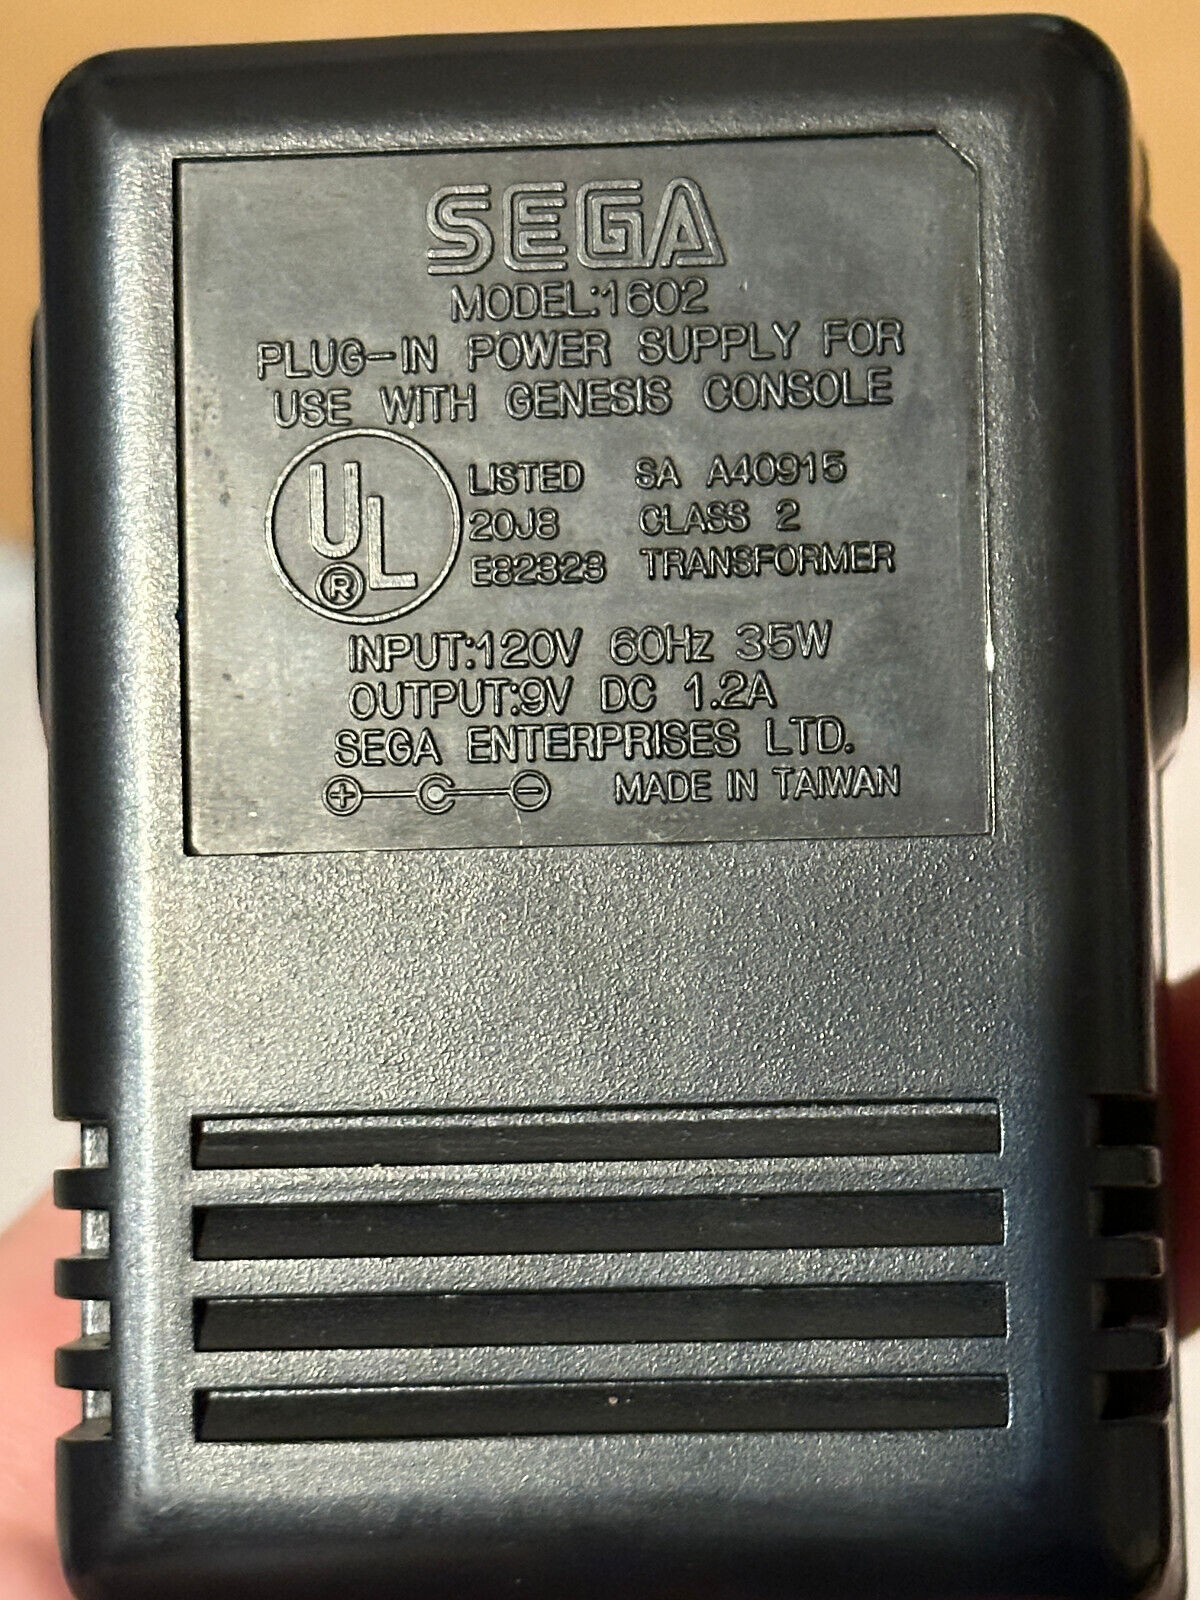 SEGA
MODEL:1602
PLUG-IN POWER SUPPLY FOR
USE WITH GENESIS CONSOLE
UL ®
LISTED SA A40915
20J8 CLASS 2
E82323 TRANSFORMER
INPUT:120V 60Hz 35W
OUTPUT:9V DC 1.2A
SEGA ENTERPRISES LTD.
MADE IN TAIWAN